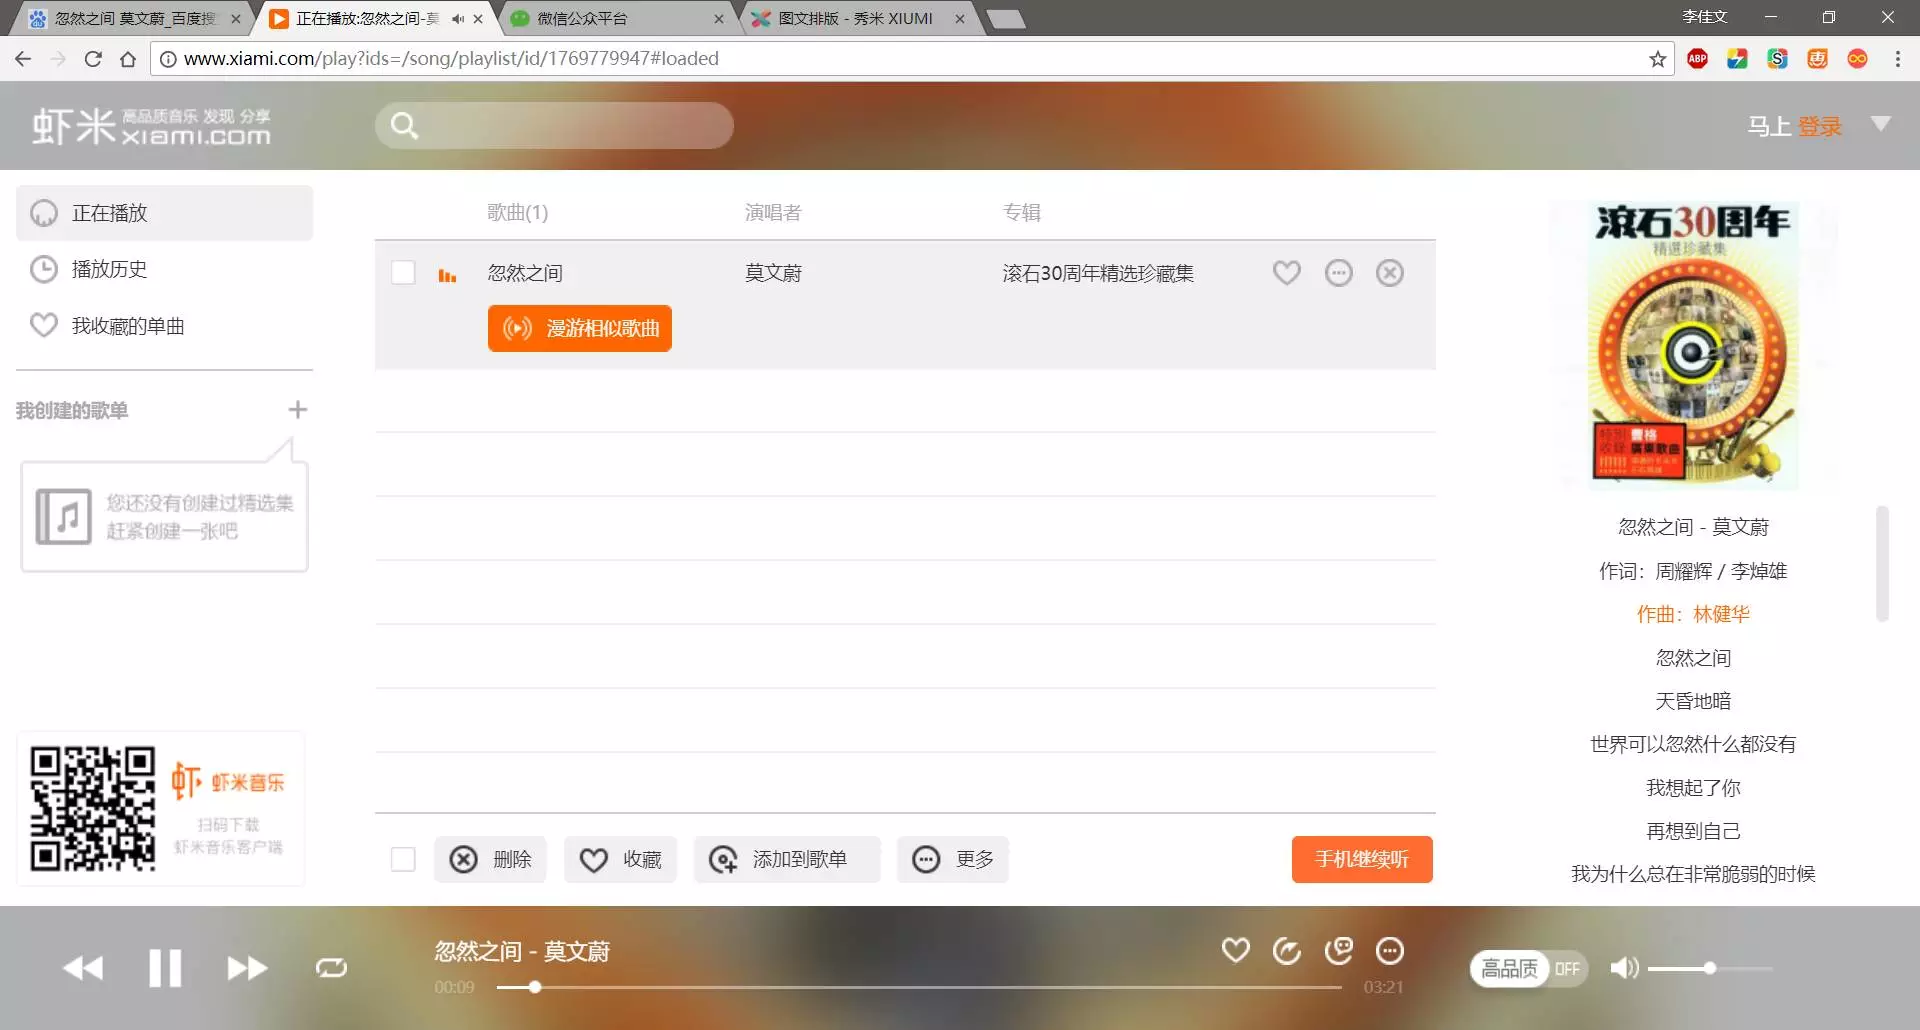 忽然之间 莫文蔚_百度搜
正在播放:忽然之间-莫
微信公众平台
图文排版 - 秀米 XIUMI
李佳文
www.xiami.com/play?ids=/song/playlist/id/1769779947#loaded
ABP
虾米 高品质音乐 发现 分享
xiami.com
马上 登录
正在播放
播放历史
我收藏的单曲
我创建的歌单
您还没有创建过精选集
赶紧创建一张吧
虾米音乐
扫码下载
虾米音乐客户端
歌曲(1) 演唱者 专辑
忽然之间 莫文蔚 滚石30周年精选珍藏集
漫游相似歌曲
删除 收藏 添加到歌单 更多 手机继续听
滾石30周年
精選珍藏集
特别
收録
曹格
廣東歌曲
忽然之间 - 莫文蔚
作词：周耀辉 / 李焯雄
作曲：林健华
忽然之间
天昏地暗
世界可以忽然什么都没有
我想起了你
再想到自己
我为什么总在非常脆弱的时候
忽然之间 - 莫文蔚
00:09 03:21
高品质 OFF